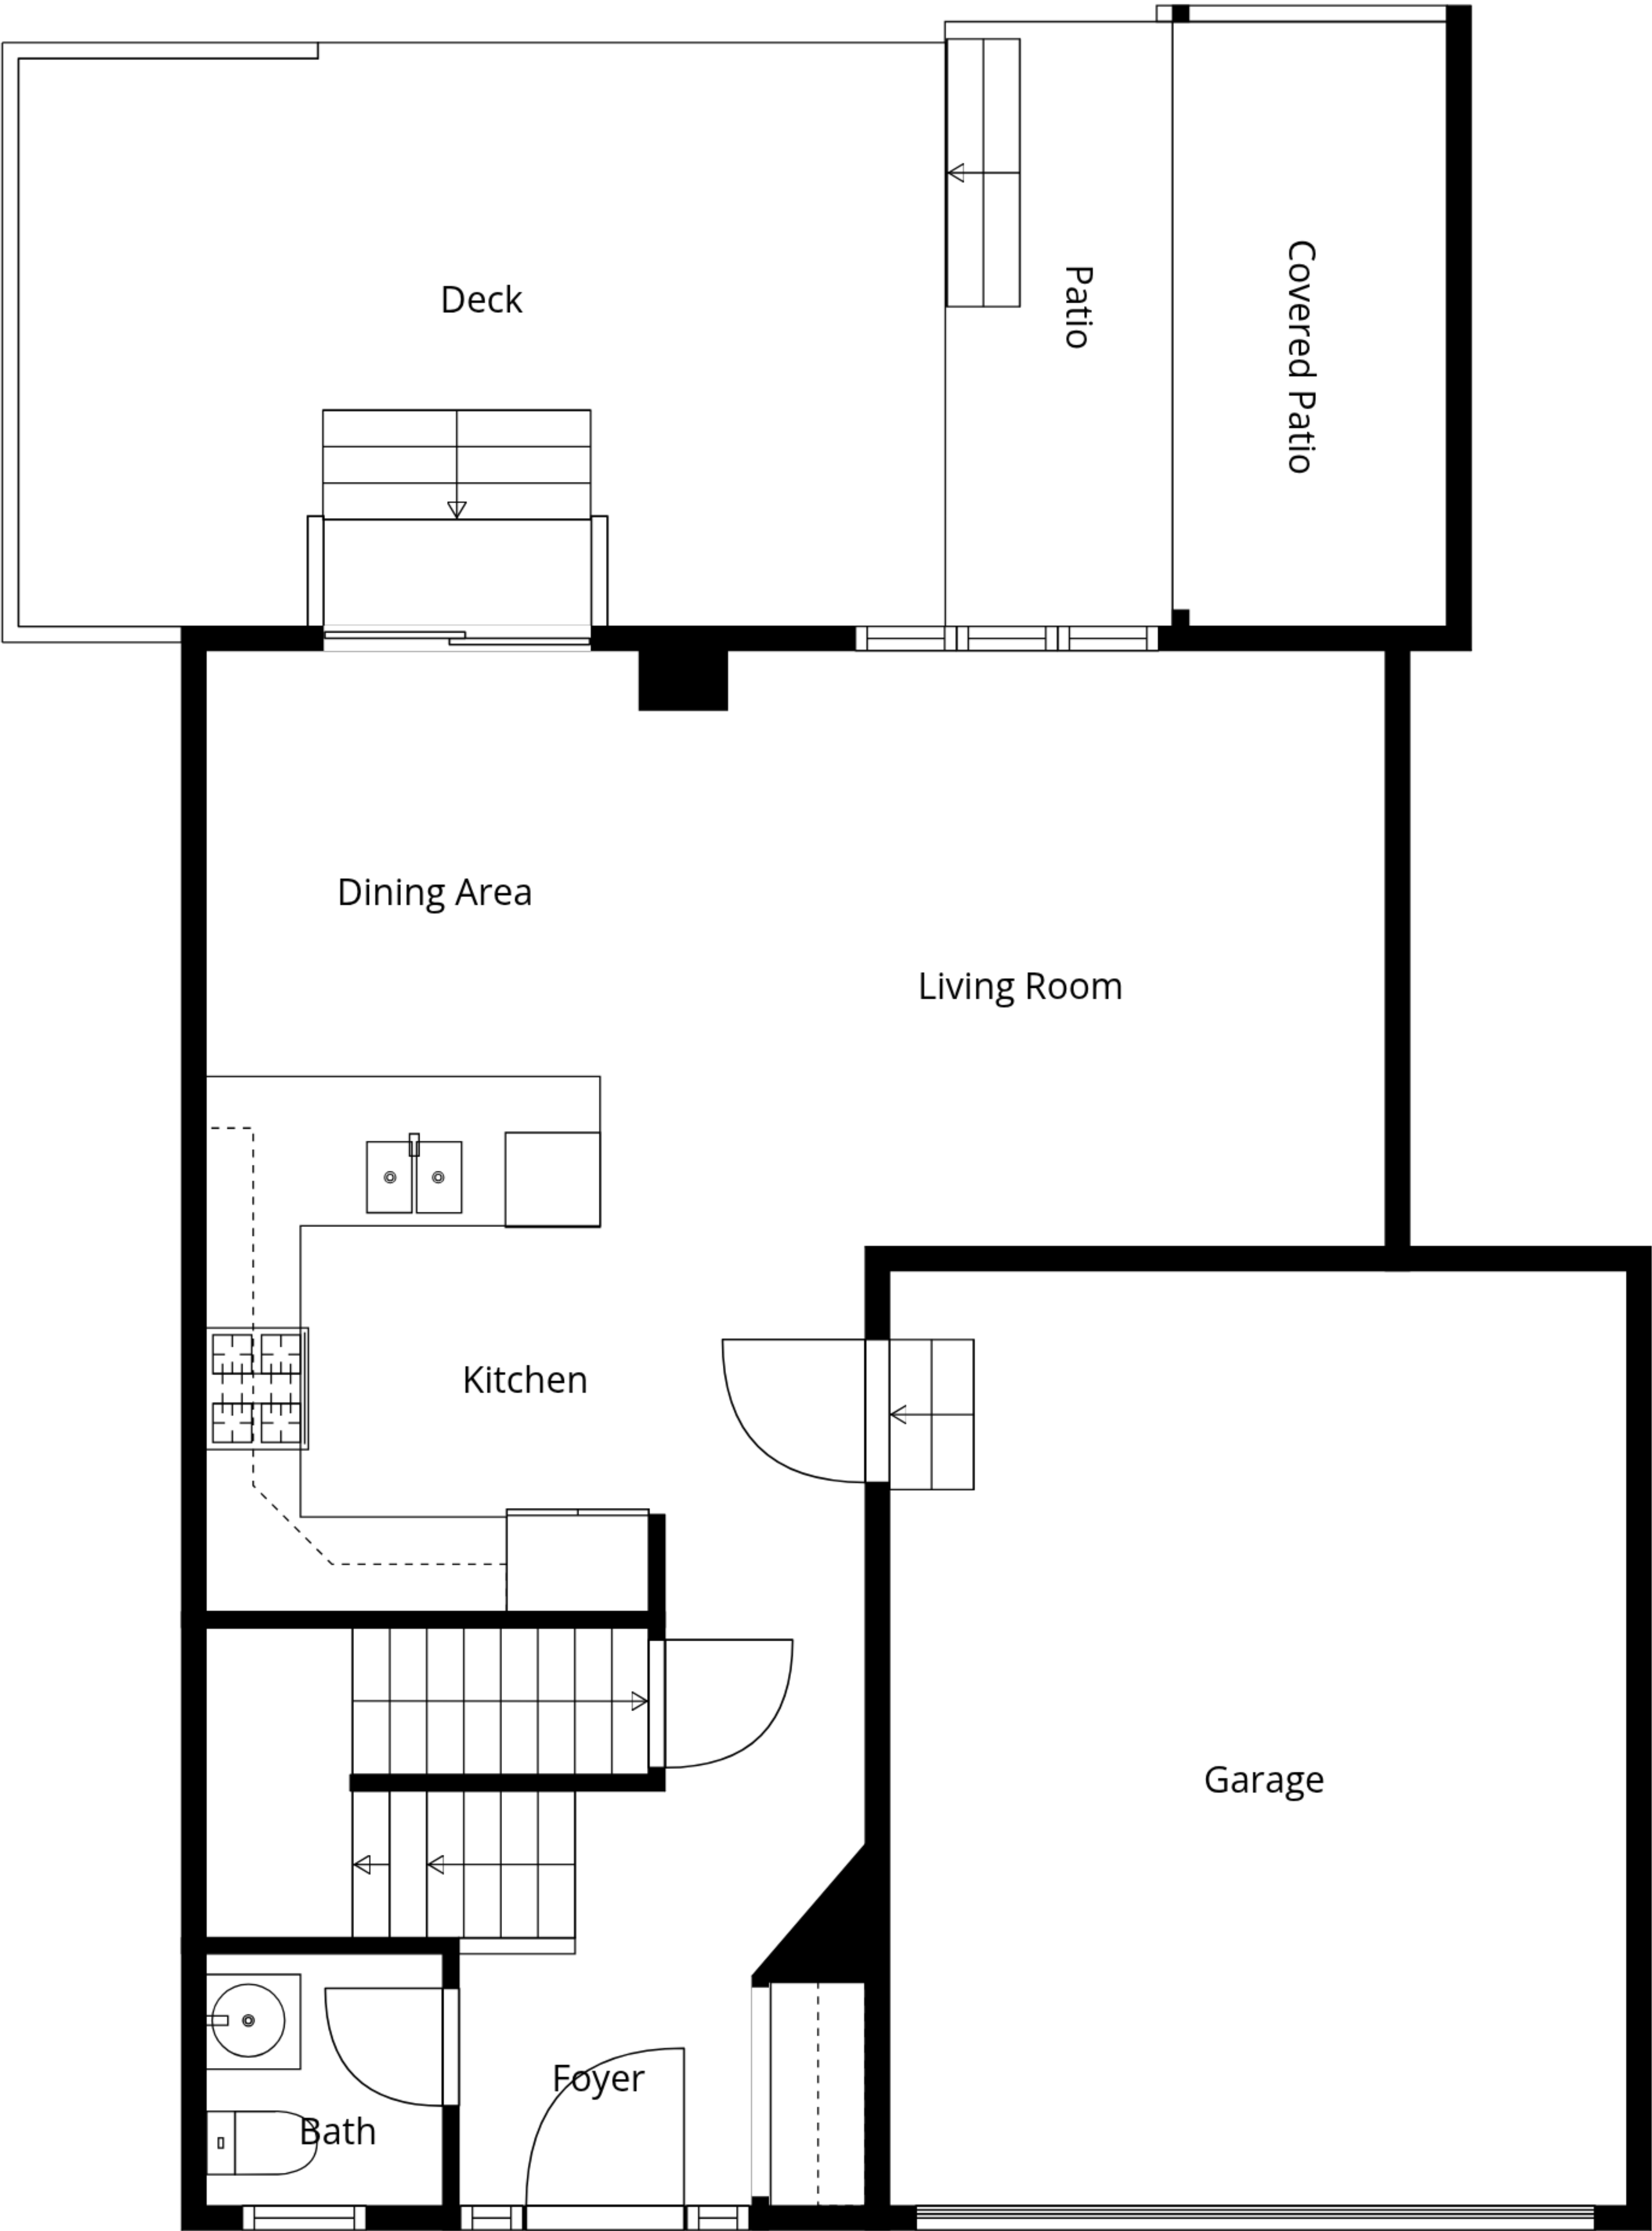 Deck
Patio
Covered Patio
Dining Area
Living Room
Kitchen
Garage
Foyer
Bath